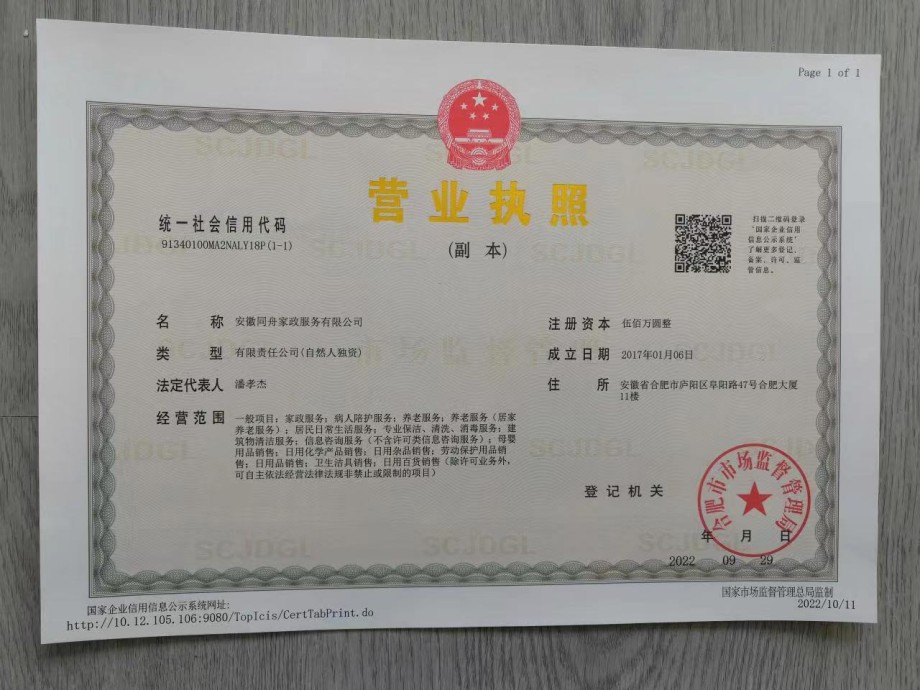 Page 1 of 1
营业执照
(副 本)
统一社会信用代码
91340100MA2NALY18P(1-1)
扫描二维码登录
‘国家企业信用
信息公示系统’
了解更多登记、
备案、许可、监
管信息。
名 称 安徽同舟家政服务有限公司
类 型 有限责任公司(自然人独资)
法定代表人 潘孝杰
经营范围 一般项目：家政服务；病人陪护服务；养老服务；养老服务（居家
养老服务）；居民日常生活服务；专业保洁、清洗、消毒服务；建
筑物清洁服务；信息咨询服务（不含许可类信息咨询服务）；母婴
用品销售；日用化学产品销售；日用杂品销售；劳动保护用品销
售；日用品销售；卫生洁具销售；日用百货销售（除许可业务外，
可自主依法经营法律法规非禁止或限制的项目）
注册资本 伍佰万圆整
成立日期 2017年01月06日
住 所 安徽省合肥市庐阳区阜阳路47号合肥大厦
11楼
登记机关
合肥市市场监督管理局
年 月 日
2022 09 29
国家企业信用信息公示系统网址:
http://10.12.105.106:9080/TopIcis/CertTabPrint.do
国家市场监督管理总局监制
2022/10/11
SCJDGL
SCJDGL
SCJDGL
市场监督管理
SCJDGL
SCJDGL
SCJDGL
SCJDGL